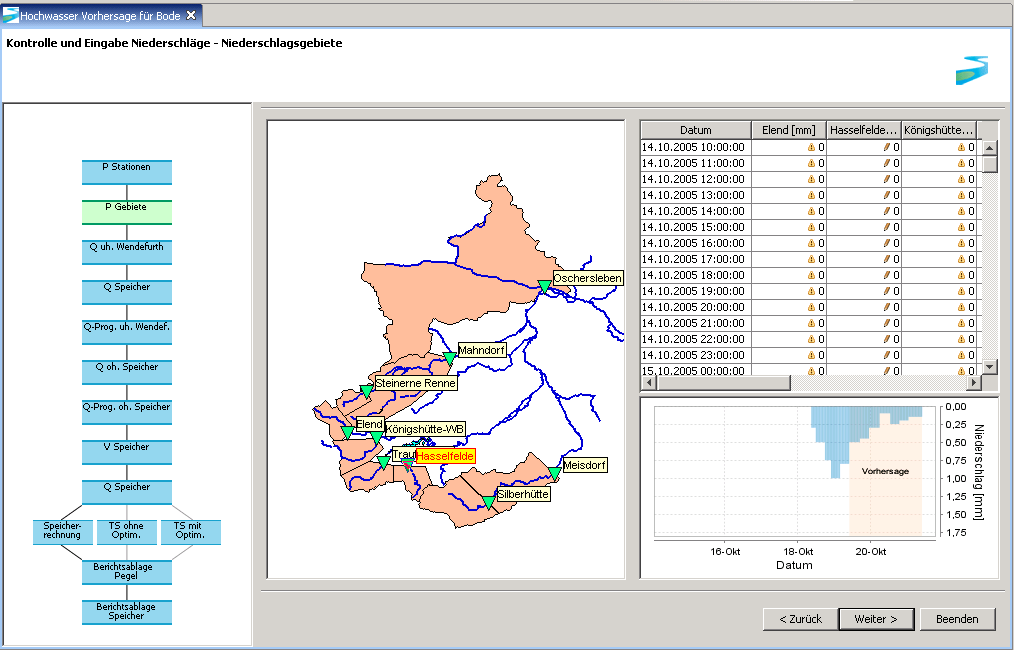 Hochwasser Vorhersage für Bode
Kontrolle und Eingabe Niederschläge - Niederschlagsgebiete
P Stationen
P Gebiete
Q uh. Wendefurth
Q Speicher
Q-Prog. uh. Wendef.
Q oh. Speicher
Q-Prog. oh. Speicher
V Speicher
Q Speicher
Speicher-
rechnung
TS ohne
Optim.
TS mit
Optim.
Berichtsablage
Pegel
Berichtsablage
Speicher
Oschersleben
Mahndorf
Steinerne Renne
Elend
Königshütte-WB
Traut
Hasselfelde
Meisdorf
Silberhütte
Datum Elend [mm] Hasselfelde... Königshütte...
14.10.2005 10:00:00 0 0 0
14.10.2005 11:00:00 0 0 0
14.10.2005 12:00:00 0 0 0
14.10.2005 13:00:00 0 0 0
14.10.2005 14:00:00 0 0 0
14.10.2005 15:00:00 0 0 0
14.10.2005 16:00:00 0 0 0
14.10.2005 17:00:00 0 0 0
14.10.2005 18:00:00 0 0 0
14.10.2005 19:00:00 0 0 0
14.10.2005 20:00:00 0 0 0
14.10.2005 21:00:00 0 0 0
14.10.2005 22:00:00 0 0 0
14.10.2005 23:00:00 0 0 0
15.10.2005 00:00:00 0 0 0
0,00
0,25
0,50
0,75
1,00
1,25
1,50
1,75
Niederschlag [mm]
Vorhersage
16-Okt 18-Okt 20-Okt
Datum
< Zurück Weiter > Beenden